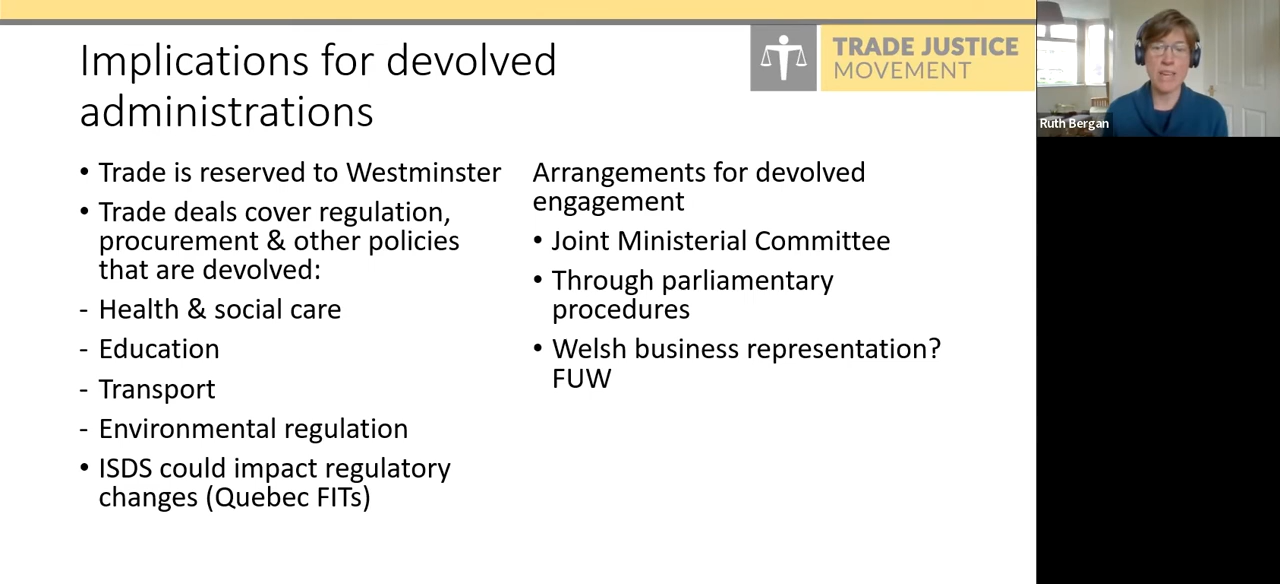 Implications for devolved
administrations
TRADE JUSTICE
MOVEMENT
Ruth Bergan
• Trade is reserved to Westminster
• Trade deals cover regulation,
procurement & other policies
that are devolved:
- Health & social care
- Education
- Transport
- Environmental regulation
• ISDS could impact regulatory
changes (Quebec FITs)
Arrangements for devolved
engagement
• Joint Ministerial Committee
• Through parliamentary
procedures
• Welsh business representation?
FUW